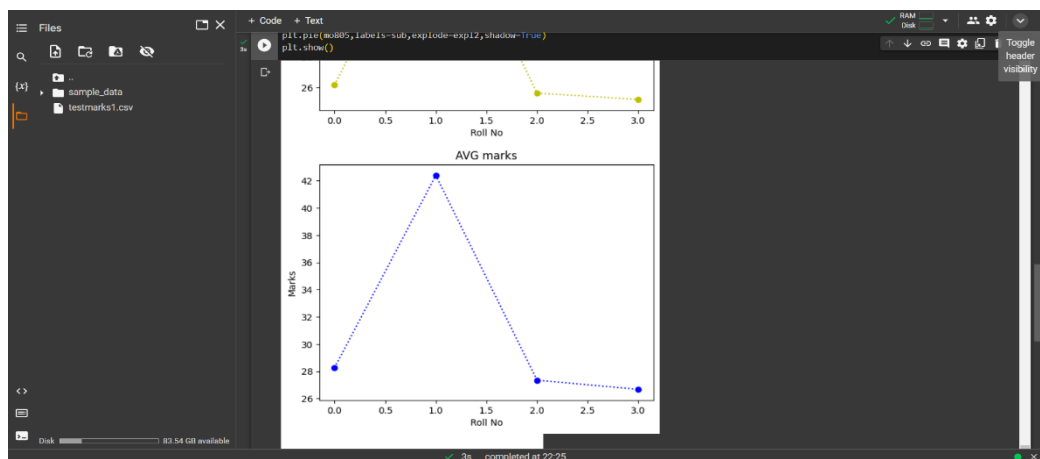 Files
..
sample_data
testmarks1.csv
{x}
<>
Disk
83.54 GB available
+ Code + Text
RAM
Disk
Toggle
header
visibility
3s
plt.pie(mo805,labels=sub,explode=expl2,shadow=True)
plt.show()
26
0.0 0.5 1.0 1.5 2.0 2.5 3.0
Roll No
AVG marks
42
40
38
36
34
32
30
28
26
Marks
0.0 0.5 1.0 1.5 2.0 2.5 3.0
Roll No
3s completed at 22:25